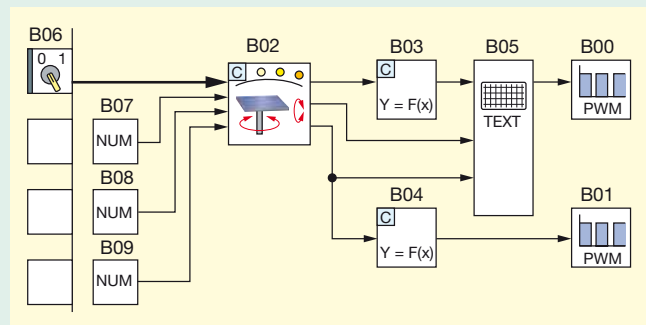 B06
0 1
B02
C
B03
C
Y = F(x)
B05
TEXT
B00
PWM
B07
NUM
B08
NUM
B09
NUM
B04
C
Y = F(x)
B01
PWM